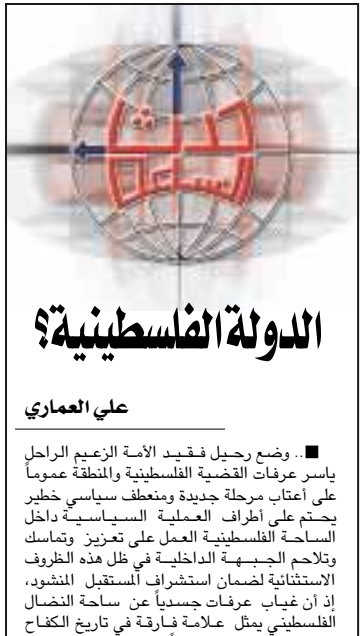 حدث
الساعة
الدولة الفلسطينية؟
علي العماري
■.. وضع رحيل فقيد الأمة الزعيم الراحل
ياسر عرفات القضية الفلسطينية والمنطقة عموماً
على أعتاب مرحلة جديدة ومنعطف سياسي خطير
يحتم على أطراف العملية السياسية داخل
الساحة الفلسطينية العمل على تعزيز وتماسك
وتلاحم الجبهة الداخلية في ظل هذه الظروف
الاستثنائية لضمان استشراف المستقبل المنشود،
إذ أن غياب عرفات جسدياً عن ساحة النضال
الفلسطيني يمثل علامة فارقة في تاريخ الكفاح